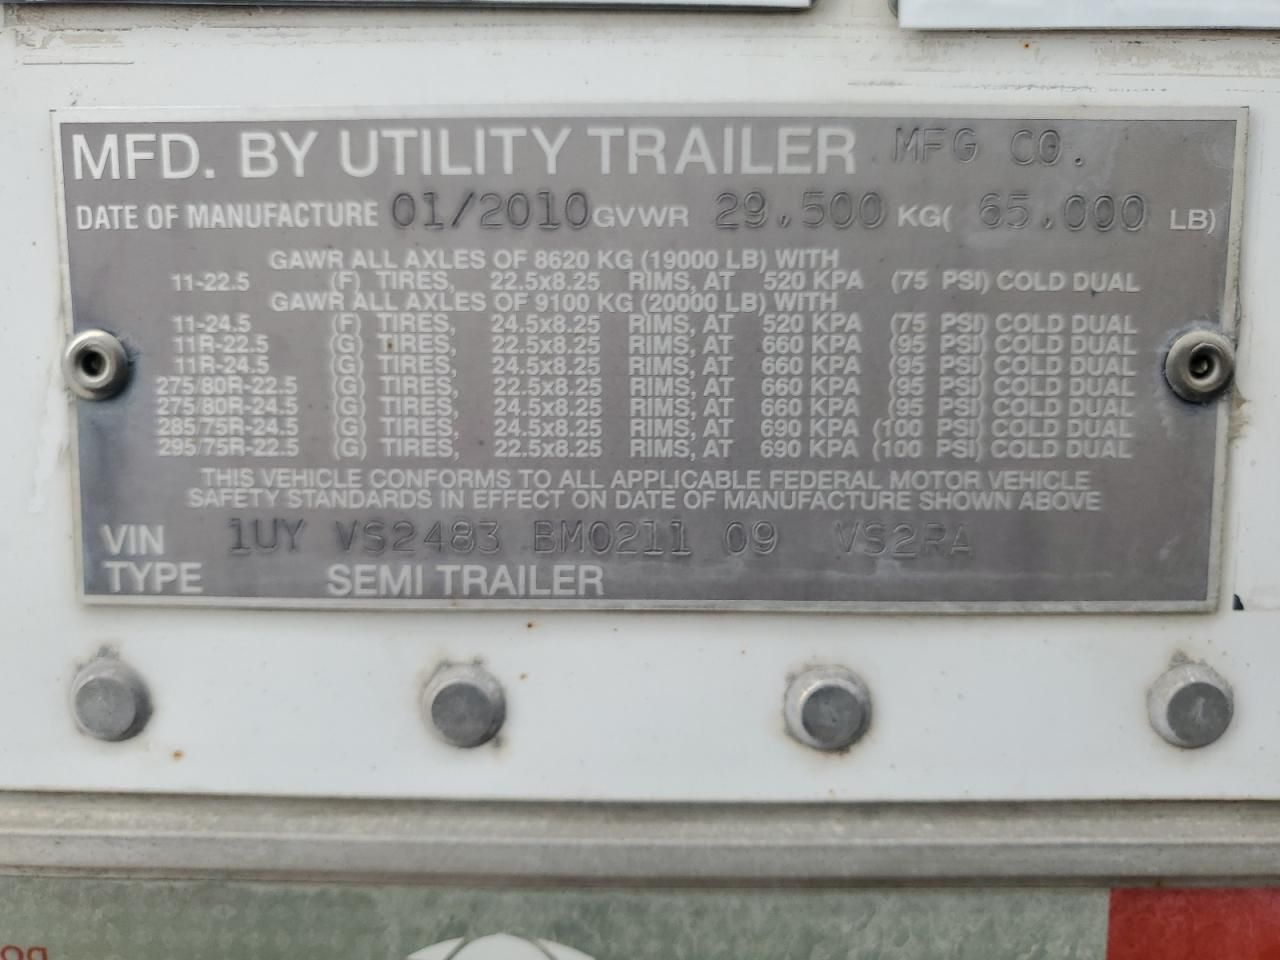 MFD. BY UTILITY TRAILER MFG CO.
DATE OF MANUFACTURE 01/2010 GVWR 29,500 KG( 65,000 LB)
GAWR ALL AXLES OF 8620 KG (19000 LB) WITH
11-22.5 (F) TIRES, 22.5x8.25 RIMS, AT 520 KPA (75 PSI) COLD DUAL
GAWR ALL AXLES OF 9100 KG (20000 LB) WITH
11-24.5 (F) TIRES, 24.5x8.25 RIMS, AT 520 KPA (75 PSI) COLD DUAL
11R-22.5 (G) TIRES, 22.5x8.25 RIMS, AT 660 KPA (95 PSI) COLD DUAL
11R-24.5 (G) TIRES, 24.5x8.25 RIMS, AT 660 KPA (95 PSI) COLD DUAL
275/80R-22.5 (G) TIRES, 22.5x8.25 RIMS, AT 660 KPA (95 PSI) COLD DUAL
275/80R-24.5 (G) TIRES, 24.5x8.25 RIMS, AT 660 KPA (95 PSI) COLD DUAL
285/75R-24.5 (G) TIRES, 24.5x8.25 RIMS, AT 690 KPA (100 PSI) COLD DUAL
295/75R-22.5 (G) TIRES, 22.5x8.25 RIMS, AT 690 KPA (100 PSI) COLD DUAL
THIS VEHICLE CONFORMS TO ALL APPLICABLE FEDERAL MOTOR VEHICLE
SAFETY STANDARDS IN EFFECT ON DATE OF MANUFACTURE SHOWN ABOVE
VIN 1UY VS2483 BM0211 09 VS2RA
TYPE SEMI TRAILER